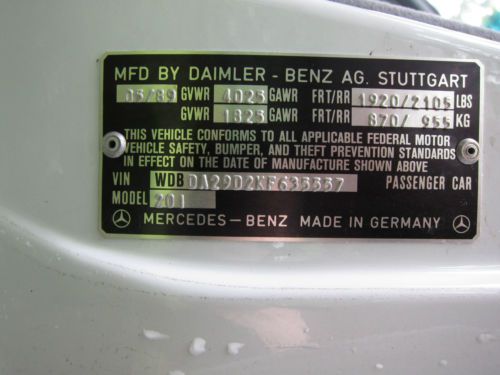 MFD BY DAIMLER - BENZ AG. STUTTGART
05/89 GVWR 4023 GAWR FRT/RR 1920/2105 LBS
GVWR 1825 GAWR FRT/RR 870/ 955 KG
THIS VEHICLE CONFORMS TO ALL APPLICABLE FEDERAL MOTOR
VEHICLE SAFETY, BUMPER, AND THEFT PREVENTION STANDARDS
IN EFFECT ON THE DATE OF MANUFACTURE SHOWN ABOVE
VIN WDB PASSENGER CAR
MODEL 201
MERCEDES-BENZ MADE IN GERMANY